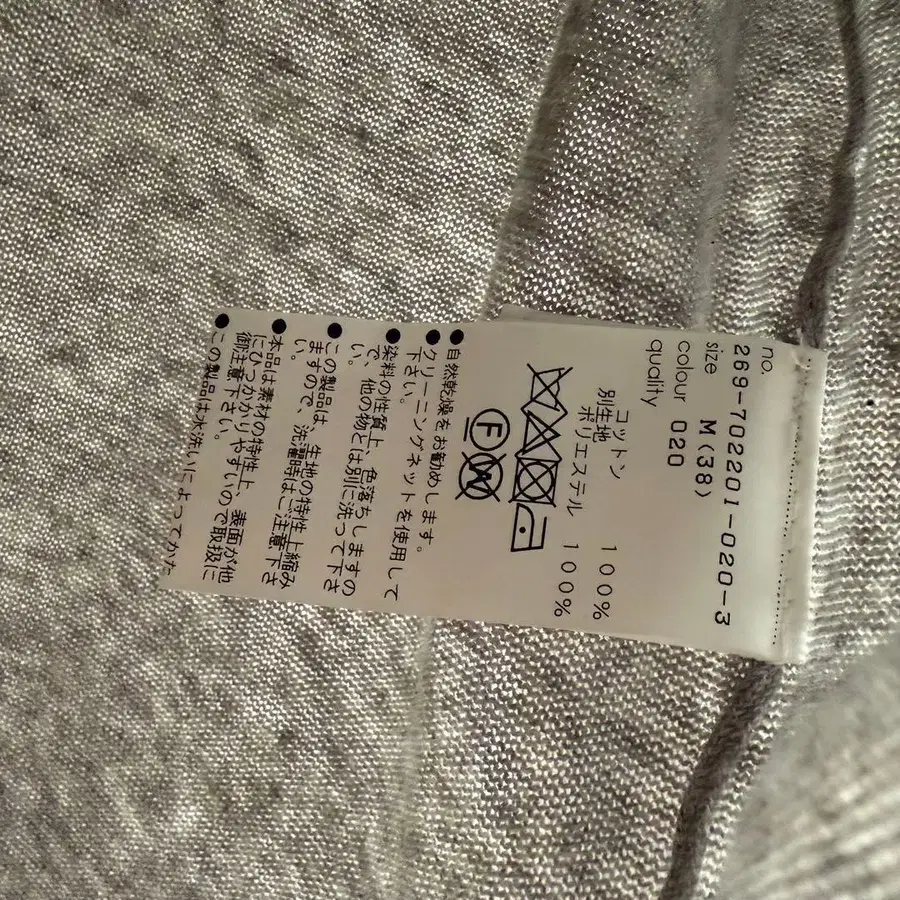 no.
269-702201-020-3
size M(38)
colour 020
quality
コットン 100%
別生地
ポリエステル 100%
F W
●自然乾燥をお勧めします。
●クリーニングネットを使用して
下さい。
●染料の性質上、色落ちしますの
で、他の物とは別に洗って下さ
い。
●この製品は、生地の特性上縮み
ますので、洗濯時はご注意下さ
い。
●本品は素材の特性上、表面が他
にひっかかりやすいので取扱に
御注意下さい。
●この製品は水洗いによってかた